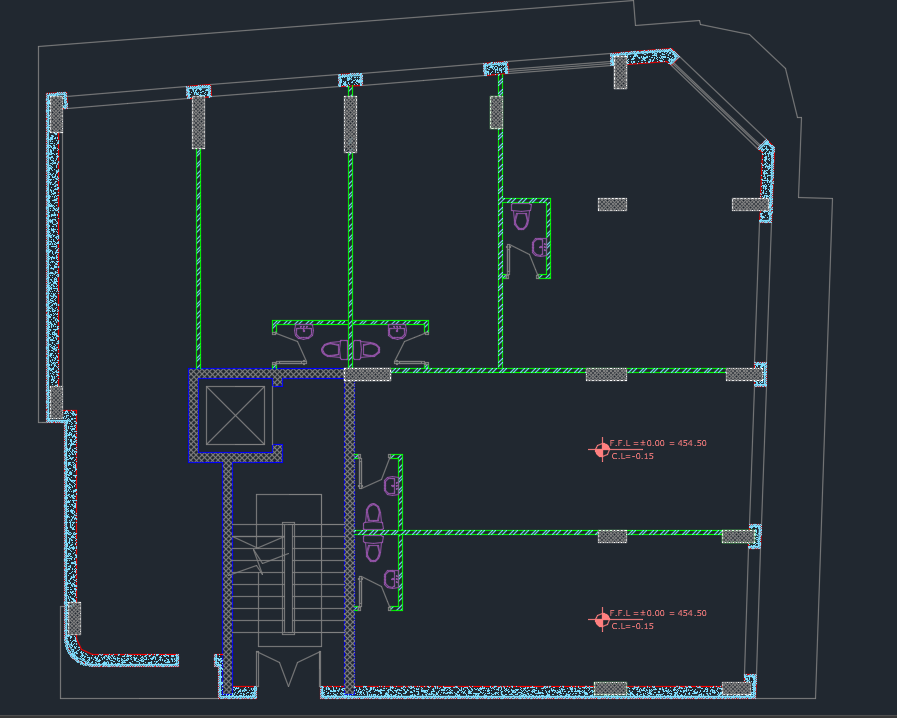 F.F.L =±0.00 = 454.50
C.L=-0.15
F.F.L =±0.00 = 454.50
C.L=-0.15